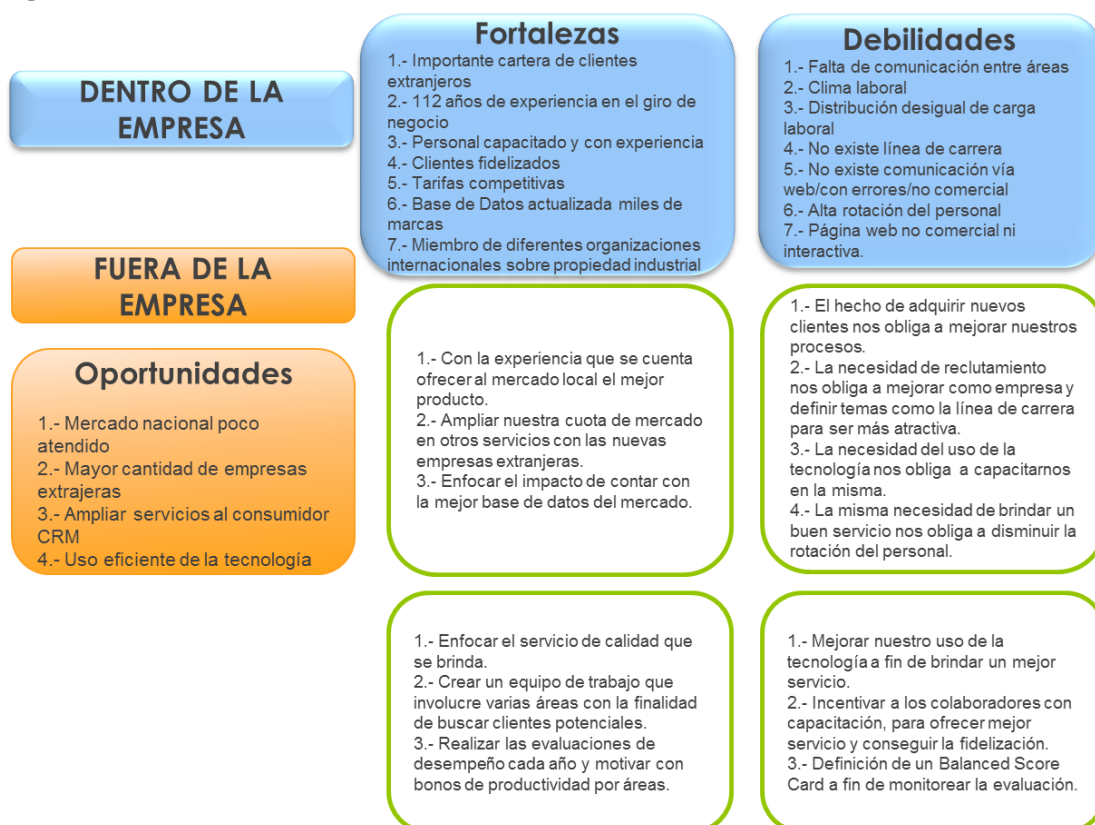 DENTRO DE LA
EMPRESA
Fortalezas
1.- Importante cartera de clientes
extranjeros
2.- 112 años de experiencia en el giro de
negocio
3.- Personal capacitado y con experiencia
4.- Clientes fidelizados
5.- Tarifas competitivas
6.- Base de Datos actualizada miles de
marcas
7.- Miembro de diferentes organizaciones
internacionales sobre propiedad industrial
Debilidades
1.- Falta de comunicación entre áreas
2.- Clima laboral
3.- Distribución desigual de carga
laboral
4.- No existe línea de carrera
5.- No existe comunicación vía
web/con errores/no comercial
6.- Alta rotación del personal
7.- Página web no comercial ni
interactiva.
FUERA DE LA
EMPRESA
Oportunidades
1.- Mercado nacional poco
atendido
2.- Mayor cantidad de empresas
extrajeras
3.- Ampliar servicios al consumidor
CRM
4.- Uso eficiente de la tecnología
1.- Con la experiencia que se cuenta
ofrecer al mercado local el mejor
producto.
2.- Ampliar nuestra cuota de mercado
en otros servicios con las nuevas
empresas extranjeras.
3.- Enfocar el impacto de contar con
la mejor base de datos del mercado.
1.- El hecho de adquirir nuevos
clientes nos obliga a mejorar nuestros
procesos.
2.- La necesidad de reclutamiento
nos obliga a mejorar como empresa y
definir temas como la línea de carrera
para ser más atractiva.
3.- La necesidad del uso de la
tecnología nos obliga a capacitarnos
en la misma.
4.- La misma necesidad de brindar un
buen servicio nos obliga a disminuir la
rotación del personal.
1.- Enfocar el servicio de calidad que
se brinda.
2.- Crear un equipo de trabajo que
involucre varias áreas con la finalidad
de buscar clientes potenciales.
3.- Realizar las evaluaciones de
desempeño cada año y motivar con
bonos de productividad por áreas.
1.- Mejorar nuestro uso de la
tecnología a fin de brindar un mejor
servicio.
2.- Incentivar a los colaboradores con
capacitación, para ofrecer mejor
servicio y conseguir la fidelización.
3.- Definición de un Balanced Score
Card a fin de monitorear la evaluación.